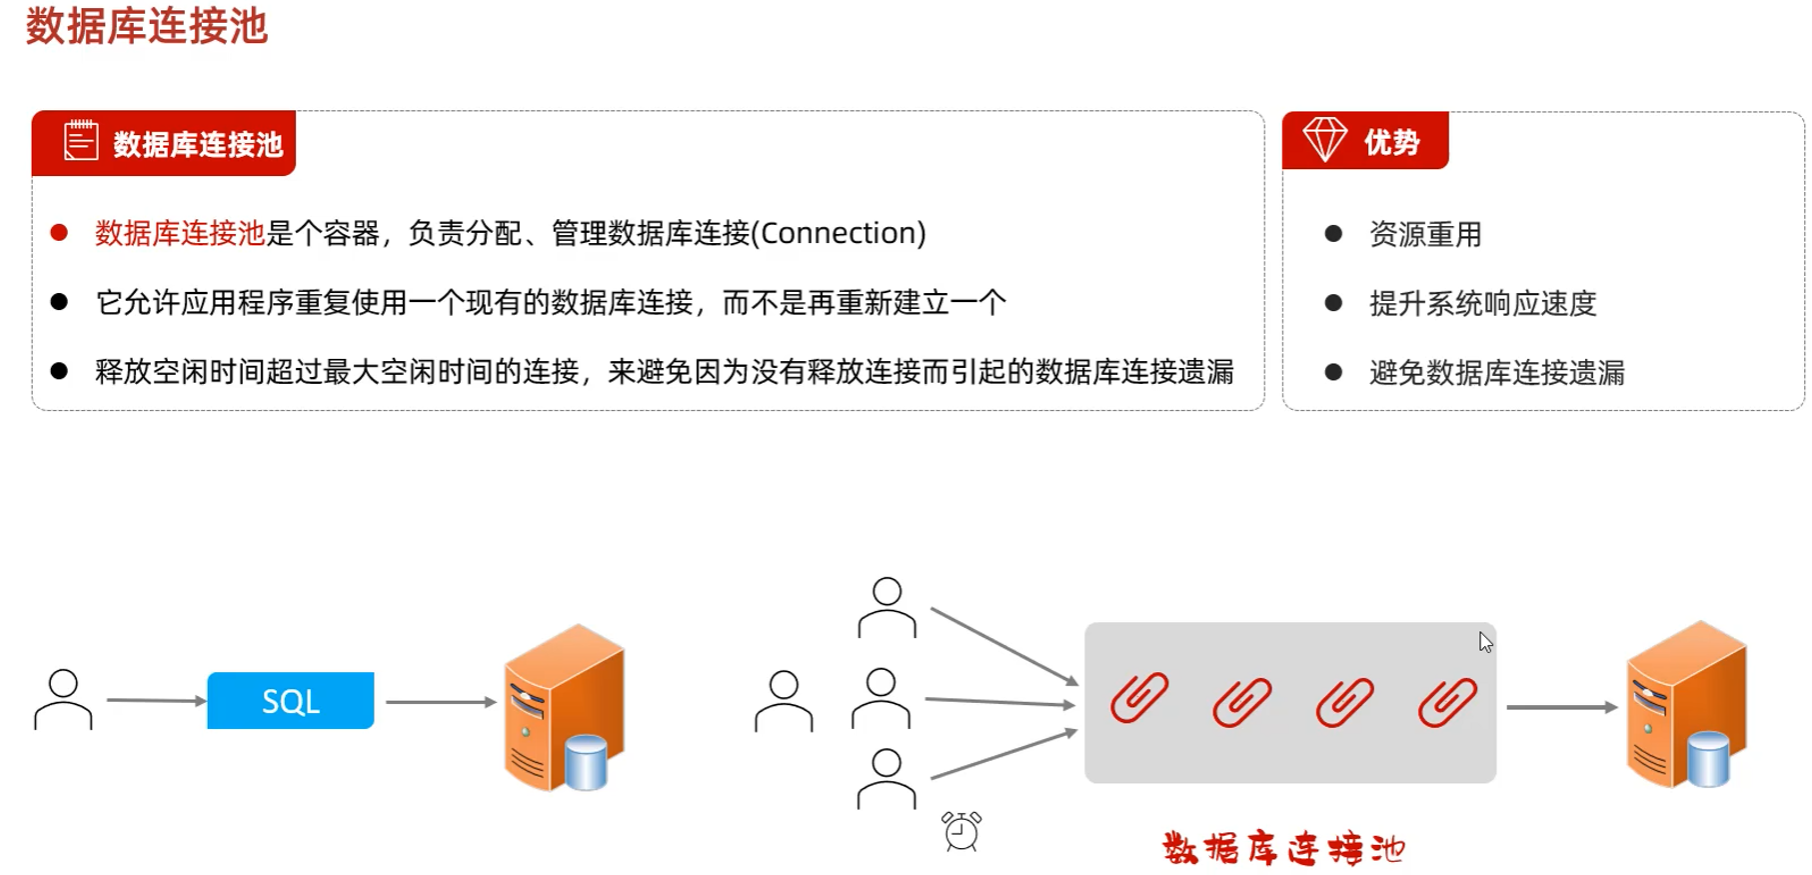 数据库连接池
数据库连接池
数据库连接池是个容器，负责分配、管理数据库连接(Connection)
它允许应用程序重复使用一个现有的数据库连接，而不是再重新建立一个
释放空闲时间超过最大空闲时间的连接，来避免因为没有释放连接而引起的数据库连接遗漏
优势
资源重用
提升系统响应速度
避免数据库连接遗漏
SQL
数据库连接池